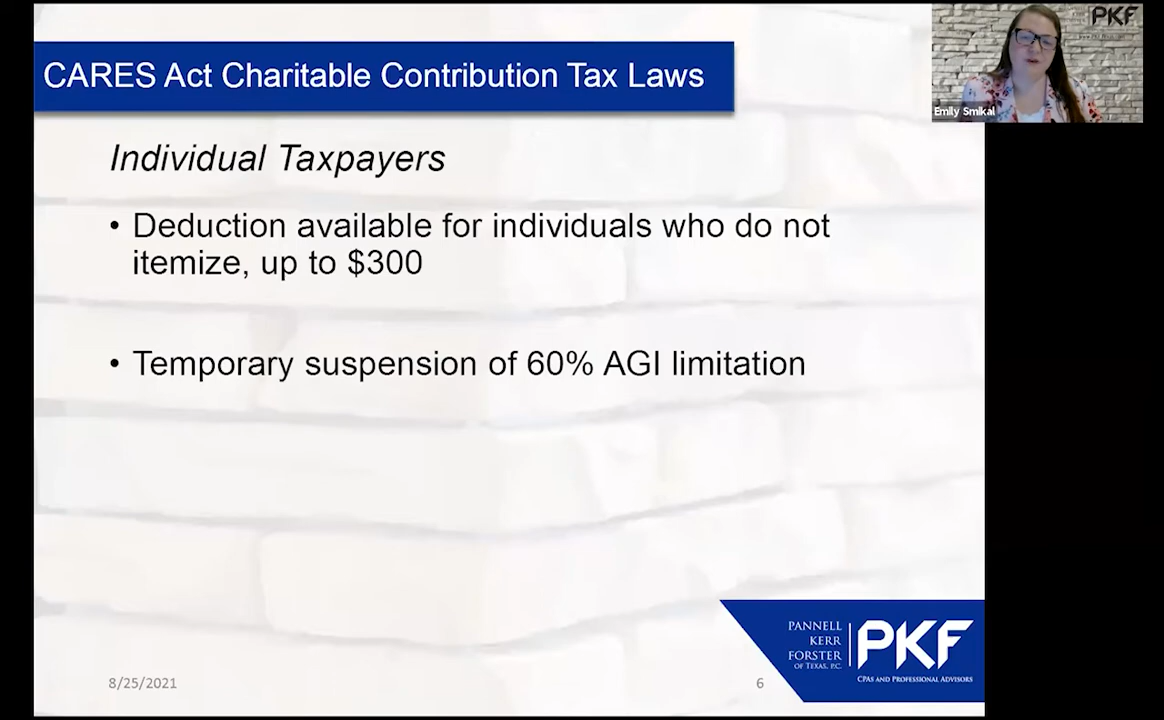 CARES Act Charitable Contribution Tax Laws
PKF
Emily Smikal
Individual Taxpayers
• Deduction available for individuals who do not
itemize, up to $300
• Temporary suspension of 60% AGI limitation
PANNELL
KERR
FORSTER
OF TEXAS, P.C.
PKF
CPAS AND PROFESSIONAL ADVISORS
8/25/2021
6